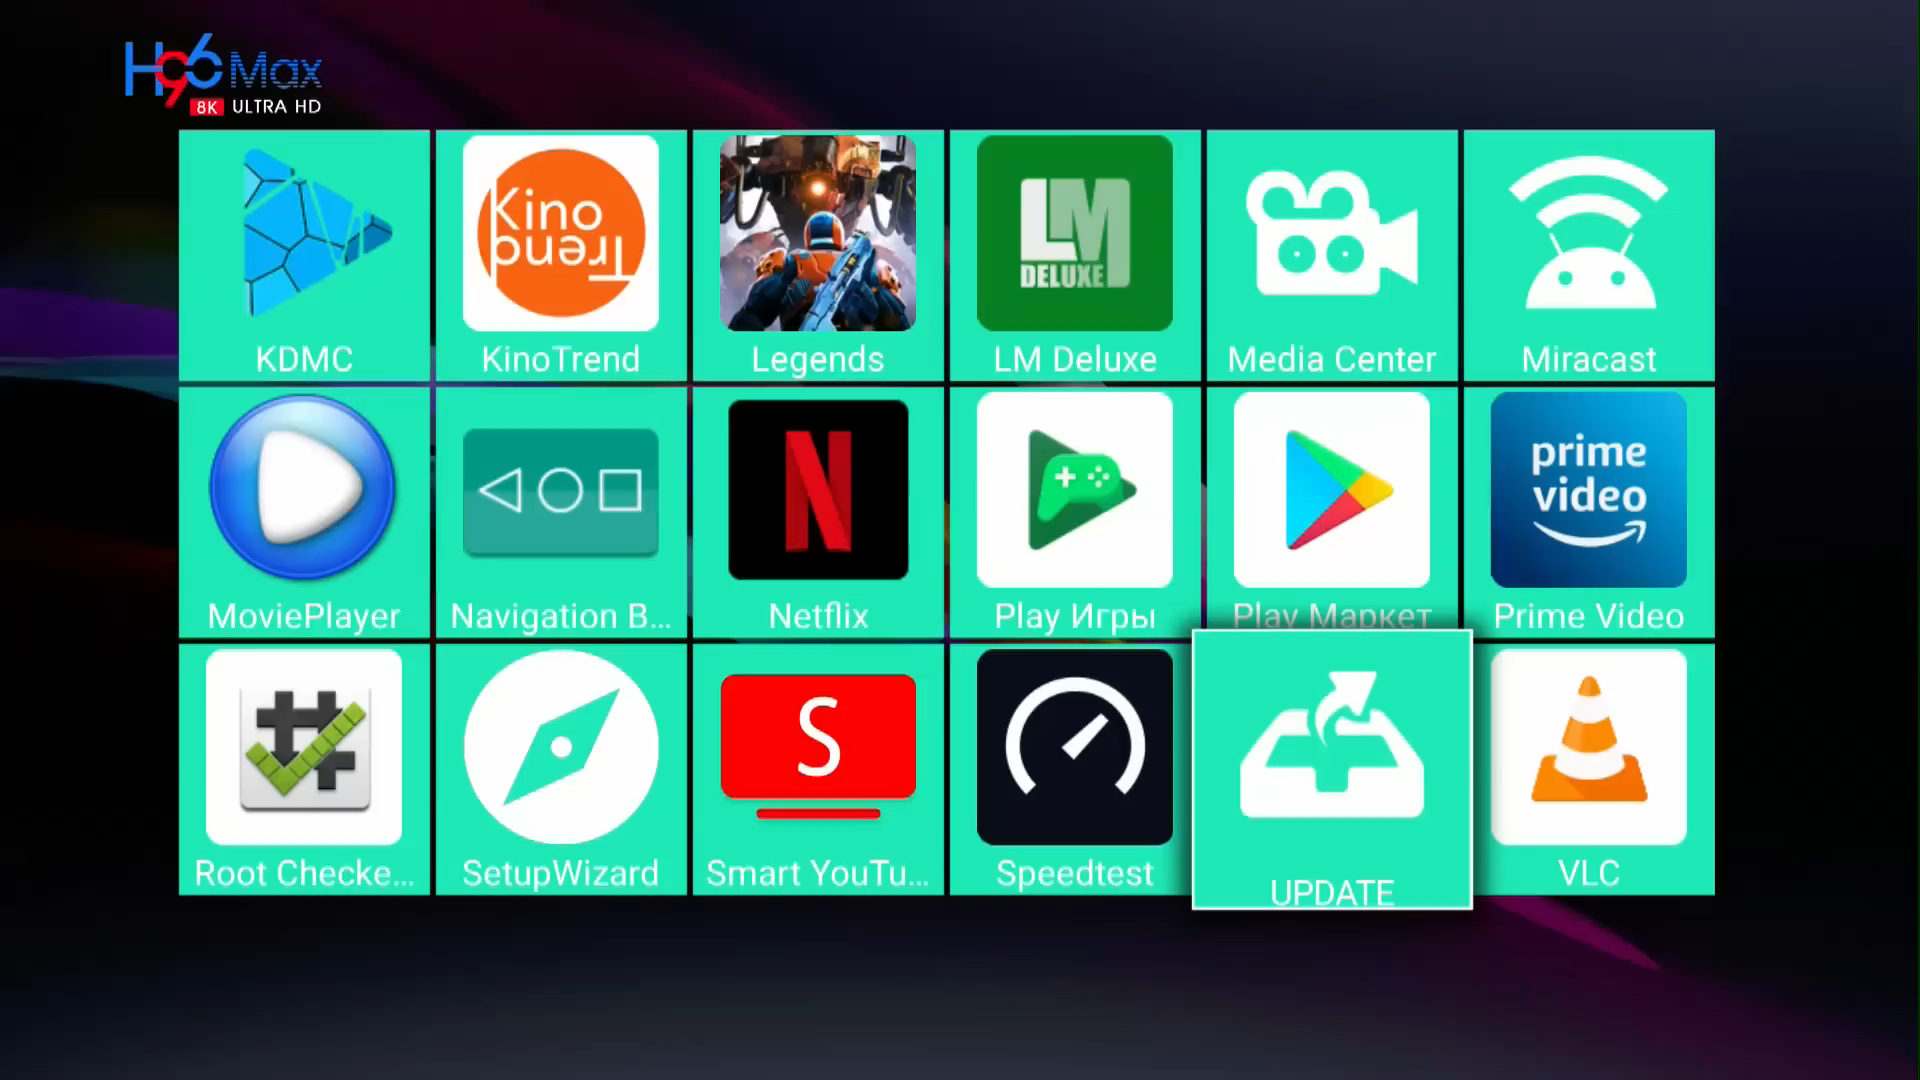 H96 Max
8K ULTRA HD
Kino
Trend
LM
DELUXE
KDMC
KinoTrend
Legends
LM Deluxe
Media Center
Miracast
N
prime
video
MoviePlayer
Navigation B...
Netflix
Play Игры
Play Маркет
Prime Video
S
Root Checke...
SetupWizard
Smart YouTu...
Speedtest
UPDATE
VLC